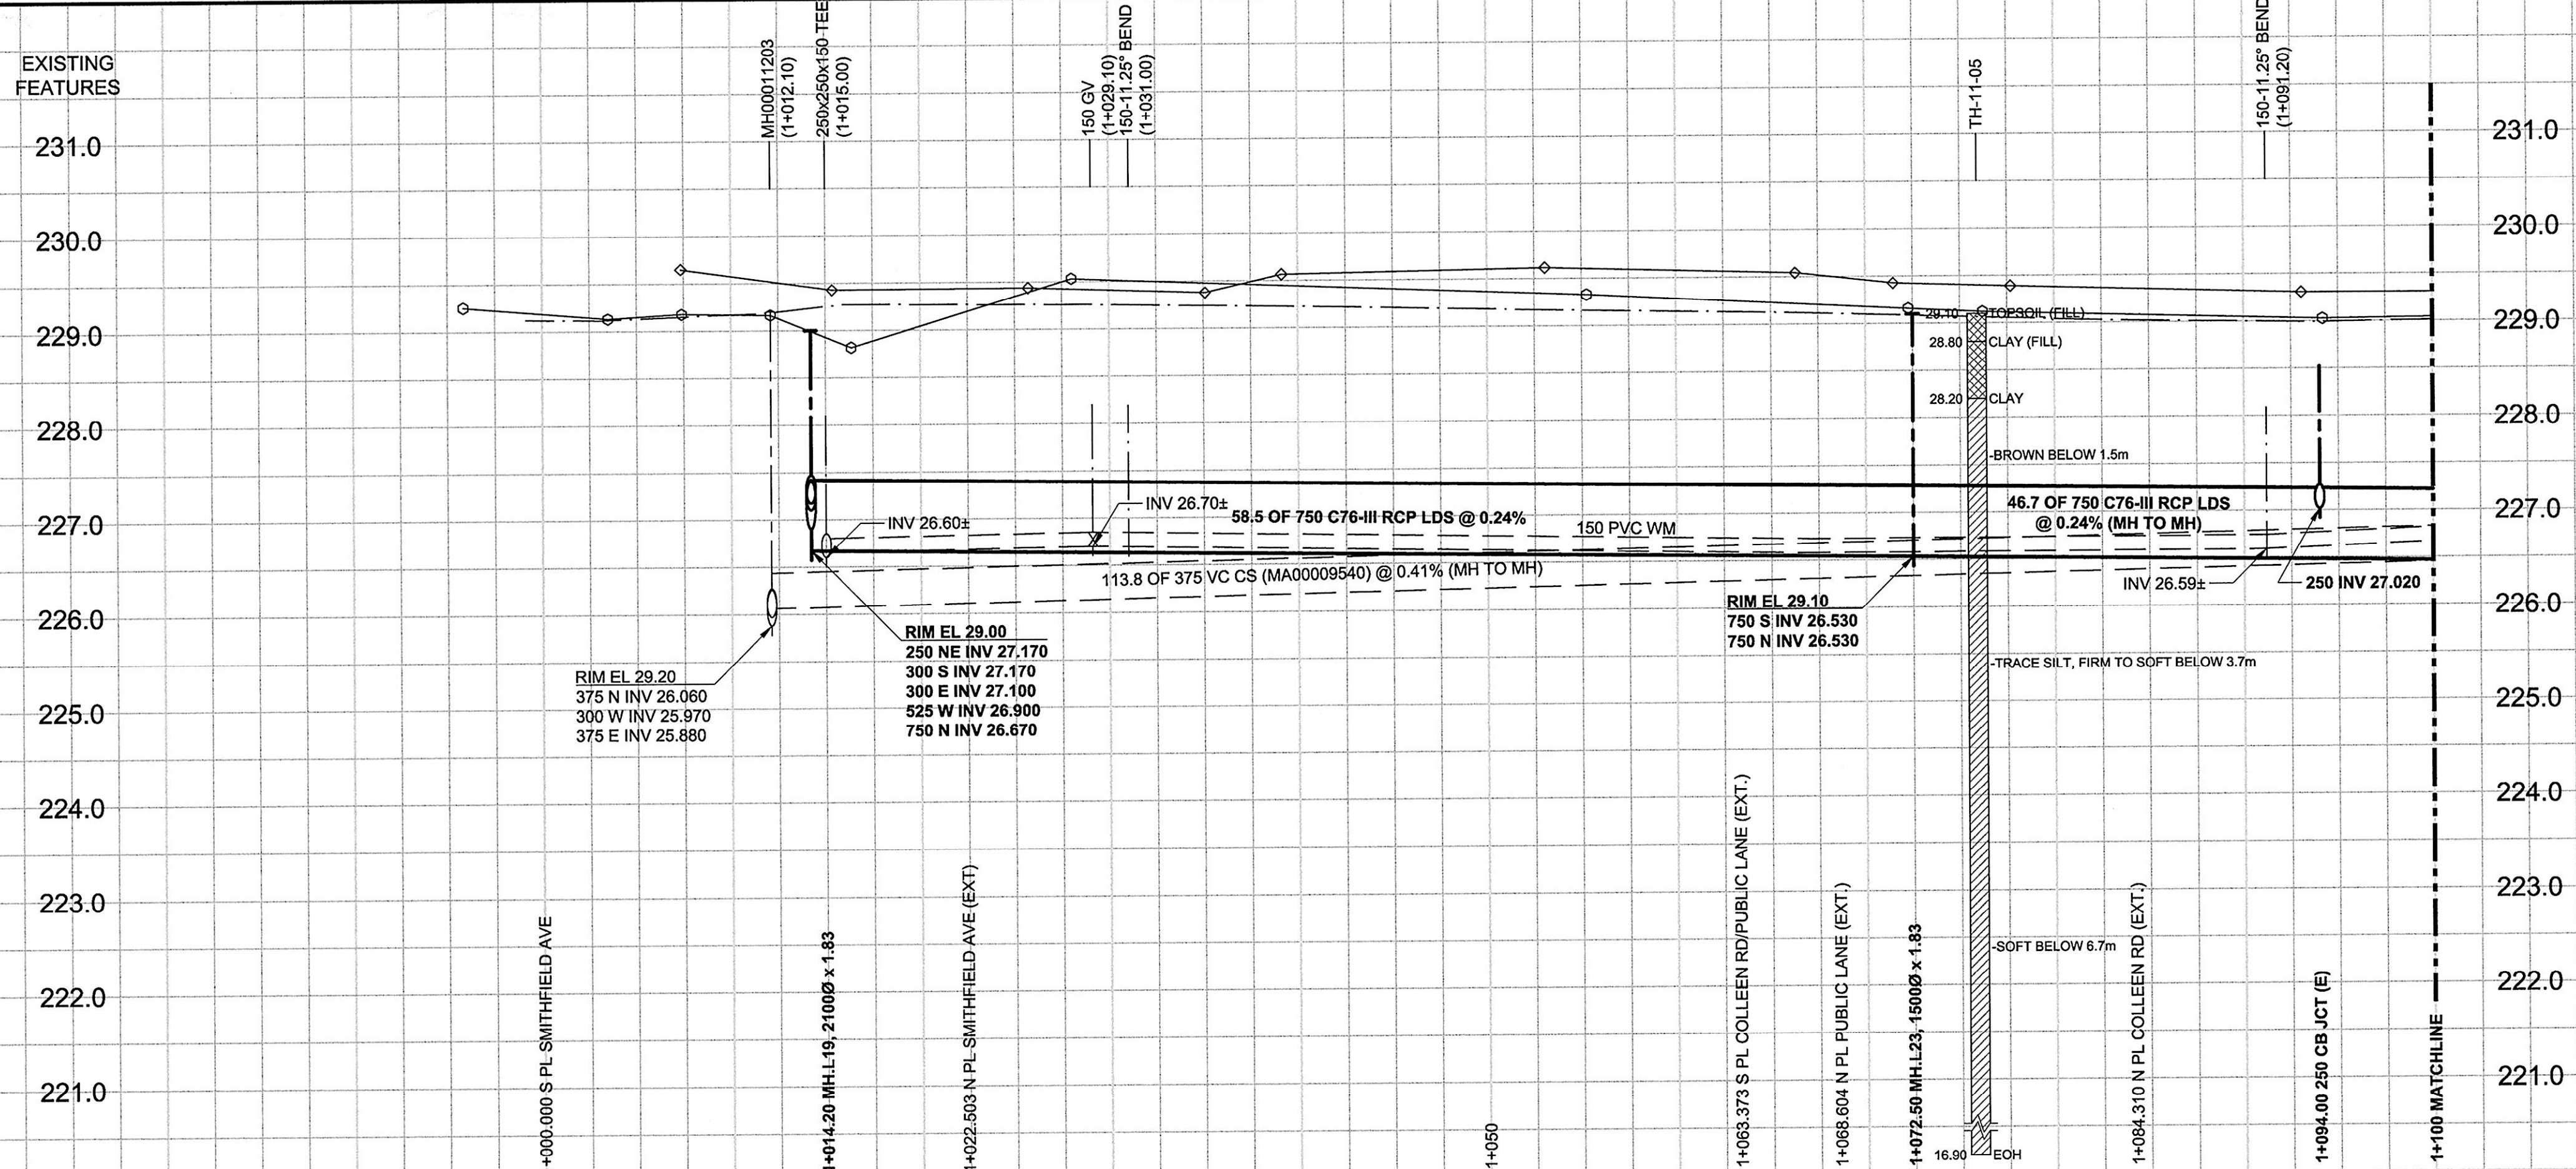 EXISTING
FEATURES
MH00011203
(1+012.10)
250x250x150 TEE
(1+015.00)
150 GV
(1+029.10)
150-11.25° BEND
(1+031.00)
TH-11-05
150-11.25° BEND
(1+091.20)
231.0
231.0
230.0
230.0
229.0
229.0
228.0
228.0
227.0
227.0
226.0
226.0
225.0
225.0
224.0
224.0
223.0
223.0
222.0
222.0
221.0
221.0
29.10
TOPSOIL (FILL)
28.80
CLAY (FILL)
28.20
CLAY
-BROWN BELOW 1.5m
INV 26.60±
INV 26.70±
58.5 OF 750 C76-III RCP LDS @ 0.24%
150 PVC WM
46.7 OF 750 C76-III RCP LDS
@ 0.24% (MH TO MH)
113.8 OF 375 VC CS (MA00009540) @ 0.41% (MH TO MH)
INV 26.59±
250 INV 27.020
RIM EL 29.20
375 N INV 26.060
300 W INV 25.970
375 E INV 25.880
RIM EL 29.00
250 NE INV 27.170
300 S INV 27.170
300 E INV 27.100
525 W INV 26.900
750 N INV 26.670
RIM EL 29.10
750 S INV 26.530
750 N INV 26.530
-TRACE SILT, FIRM TO SOFT BELOW 3.7m
-SOFT BELOW 6.7m
16.90
EOH
+000.000 S PL SMITHFIELD AVE
1+014.20 MH.L19, 2100Ø x 1.83
1+022.503 N PL SMITHFIELD AVE (EXT)
1+050
1+063.373 S PL COLLEEN RD/PUBLIC LANE (EXT.)
1+068.604 N PL PUBLIC LANE (EXT.)
1+072.50 MH.L23, 1500Ø x 1.83
1+084.310 N PL COLLEEN RD (EXT.)
1+094.00 250 CB JCT (E)
1+100 MATCHLINE